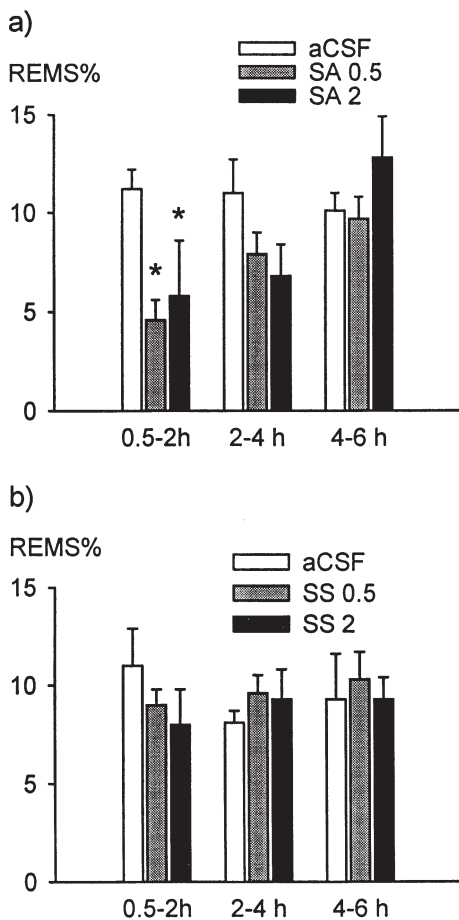 a)
aCSF
REMS%
SA 0.5
SA 2
15
*
*
10
5
0
0.5-2h 2-4 h 4-6 h
b)
REMS%
aCSF
SS 0.5
SS 2
15
10
5
0
0.5-2h 2-4 h 4-6 h